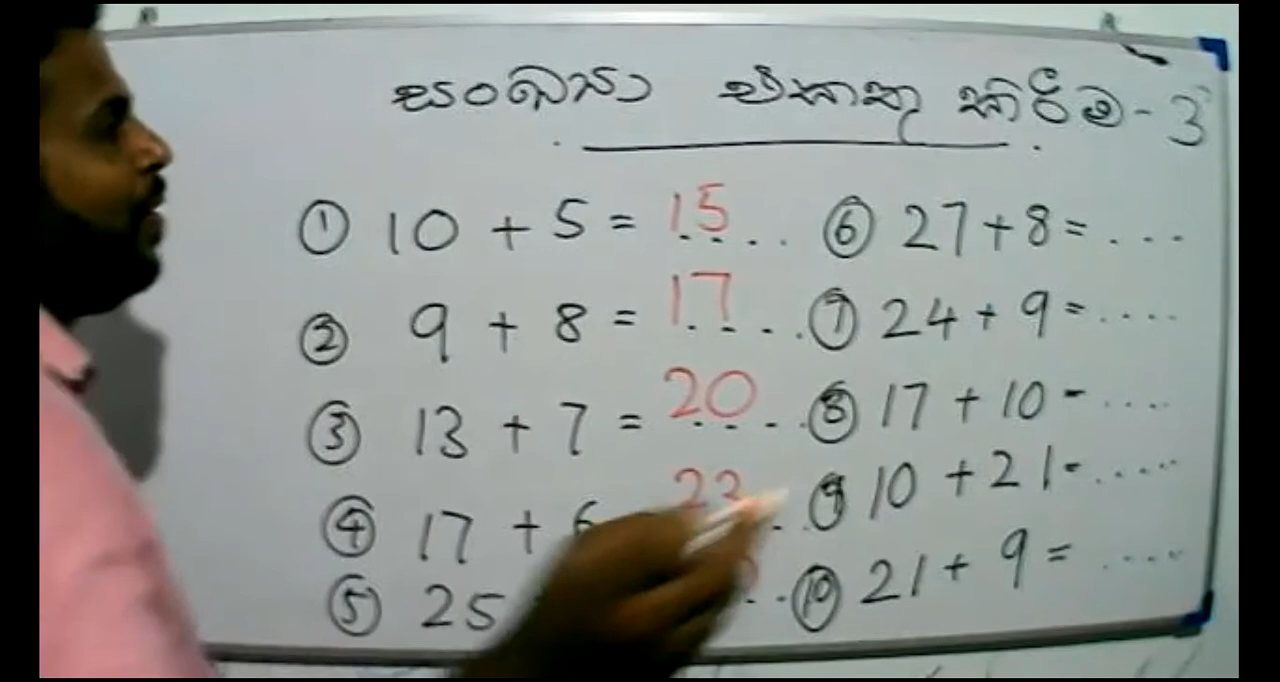 සංඛ්‍යා එකතු කිරීම - 3
① 10 + 5 = 15
② 9 + 8 = 17
③ 13 + 7 = 20
④ 17 + 6 23
⑤ 25
⑥ 27 + 8 = ...
⑦ 24 + 9 = ....
⑧ 17 + 10 - ....
⑨ 10 + 21 - .....
⑩ 21 + 9 = ....